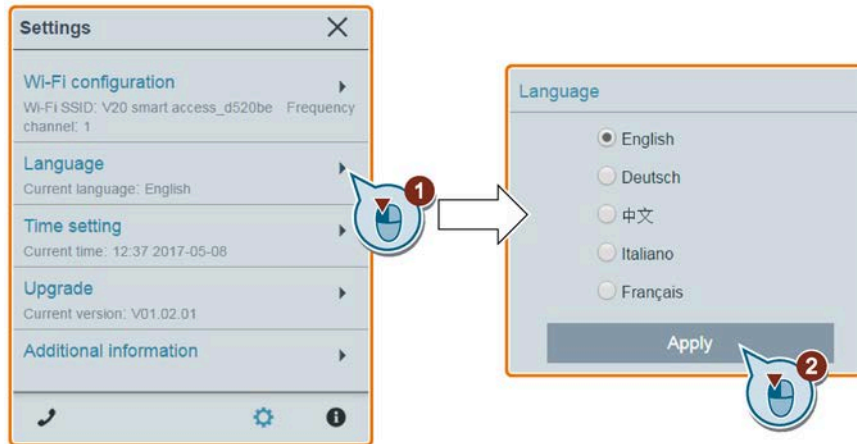 Settings
Wi-Fi configuration
Wi-Fi SSID: V20 smart access_d520be Frequency
channel: 1
Language
Current language: English
Time setting
Current time: 12:37 2017-05-08
Upgrade
Current version: V01.02.01
Additional information
1
Language
English
Deutsch
中文
Italiano
Français
Apply
2